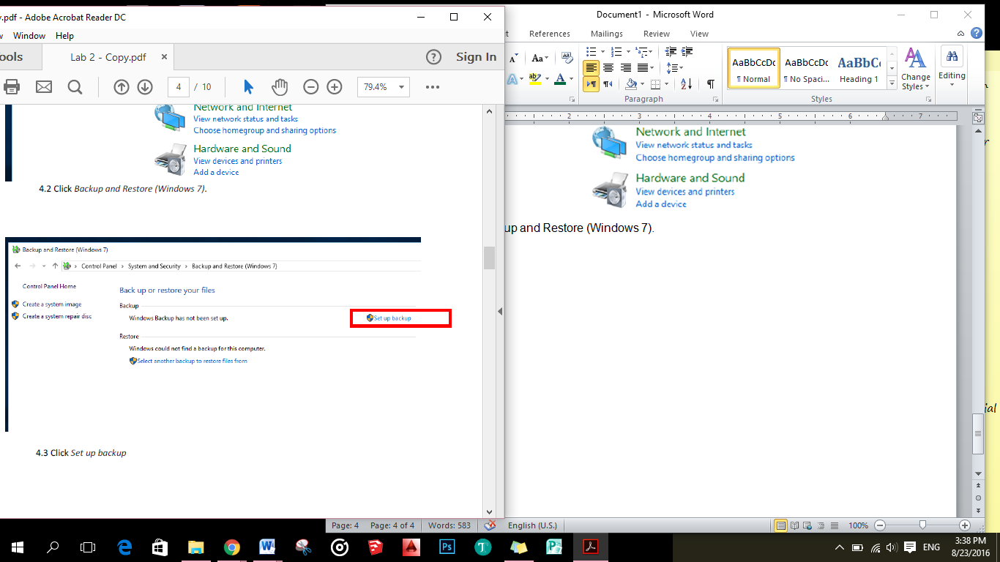 y.pdf - Adobe Acrobat Reader DC
Window Help
ools
Lab 2 - Copy.pdf ×
Sign In
4 / 10
79.4%
Network and Internet
View network status and tasks
Choose homegroup and sharing options
Hardware and Sound
View devices and printers
Add a device
4.2 Click Backup and Restore (Windows 7).
Backup and Restore (Windows 7)
Control Panel › System and Security › Backup and Restore (Windows 7)
Control Panel Home
Create a system image
Create a system repair disc
Back up or restore your files
Backup
Windows Backup has not been set up.
Set up backup
Restore
Windows could not find a backup for this computer.
Select another backup to restore files from
4.3 Click Set up backup
Document1 - Microsoft Word
References Mailings Review View
AaBbCcDc AaBbCcDc AaBbCc
¶ Normal ¶ No Spaci... Heading 1
Change
Styles
Editing
Paragraph
Styles
1 2 3 4 5 6 7
Network and Internet
View network status and tasks
Choose homegroup and sharing options
Hardware and Sound
View devices and printers
Add a device
up and Restore (Windows 7).
ial
Page: 4 Page: 4 of 4 Words: 583 English (U.S.) 100%
ENG
3:38 PM
8/23/2016